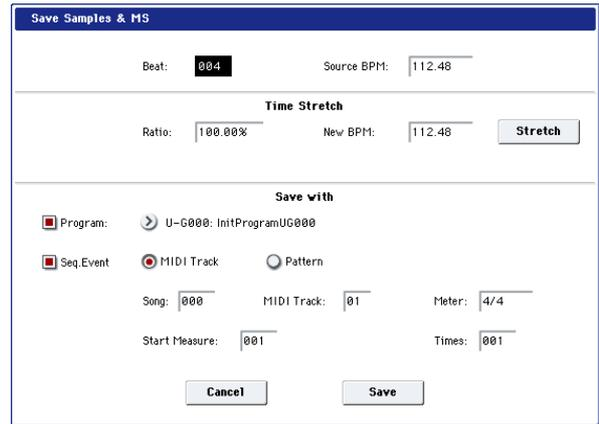 Save Samples & MS
Beat: 004 Source BPM: 112.48
Time Stretch
Ratio: 100.00% New BPM: 112.48 Stretch
Save with
Program: U-G000: InitProgramUG000
Seq.Event MIDI Track Pattern
Song: 000 MIDI Track: 01 Meter: 4/4
Start Measure: 001 Times: 001
Cancel Save